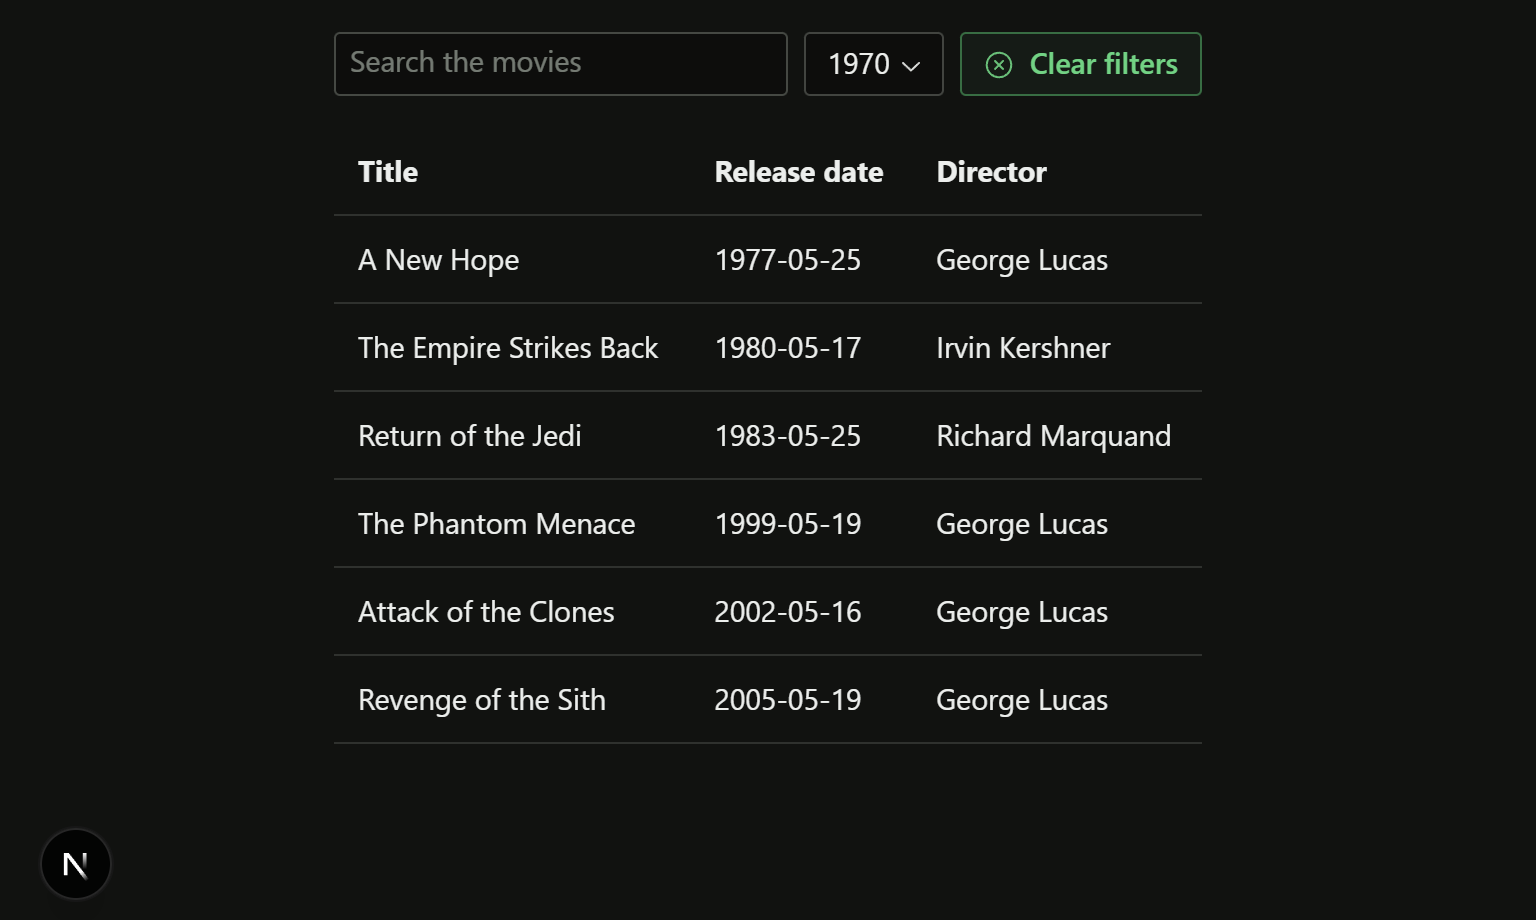 Search the movies 1970 Clear filters
Title Release date Director
A New Hope 1977-05-25 George Lucas
The Empire Strikes Back 1980-05-17 Irvin Kershner
Return of the Jedi 1983-05-25 Richard Marquand
The Phantom Menace 1999-05-19 George Lucas
Attack of the Clones 2002-05-16 George Lucas
Revenge of the Sith 2005-05-19 George Lucas
N